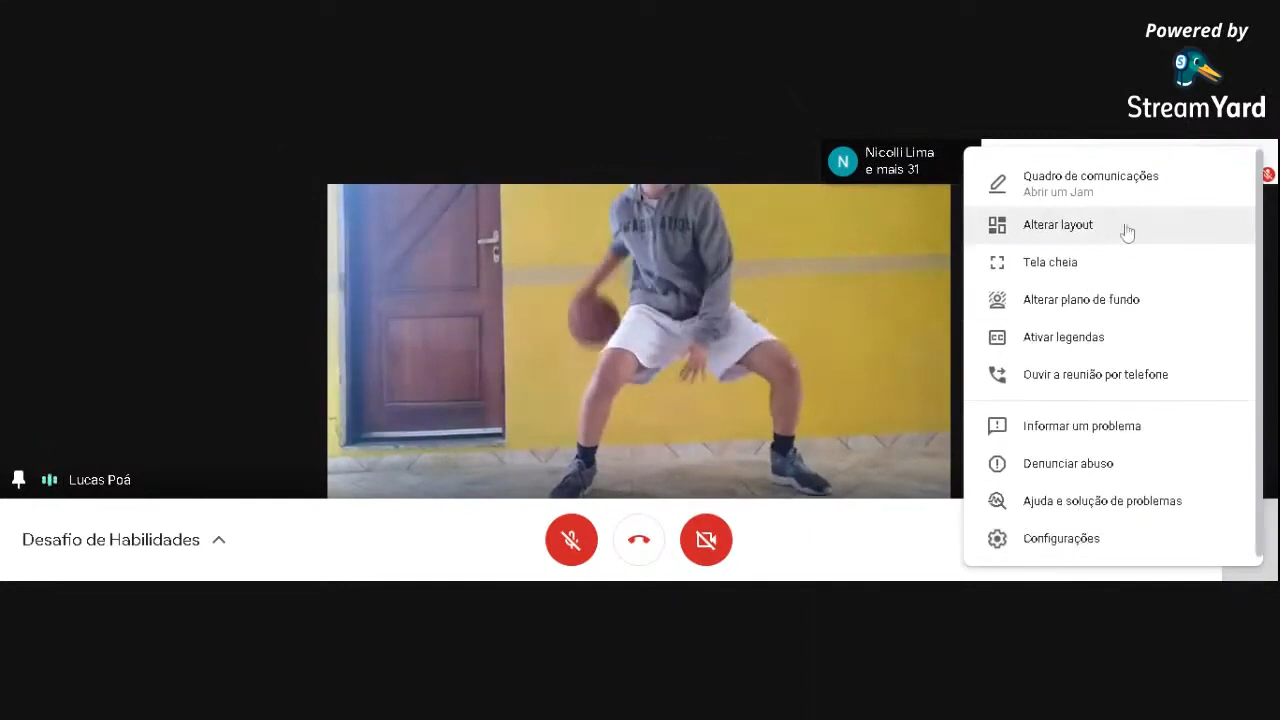 Powered by
StreamYard
N
Nicolli Lima
e mais 31
Quadro de comunicações
Abrir um Jam
Alterar layout
Tela cheia
Alterar plano de fundo
CC
Ativar legendas
Ouvir a reunião por telefone
Informar um problema
Denunciar abuso
Ajuda e solução de problemas
Configurações
Lucas Poá
Desafio de Habilidades